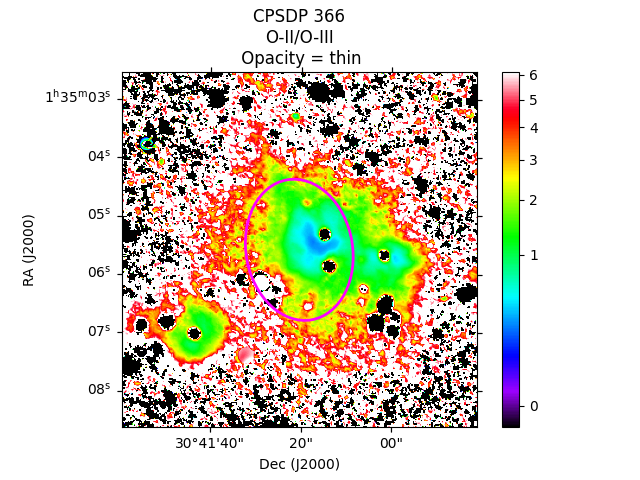 CPSDP 366
O-II/O-III
Opacity = thin
1ʰ35ᵐ03ˢ
04ˢ
05ˢ
06ˢ
07ˢ
08ˢ
RA (J2000)
30°41'40"
20"
00"
Dec (J2000)
6
5
4
3
2
1
0